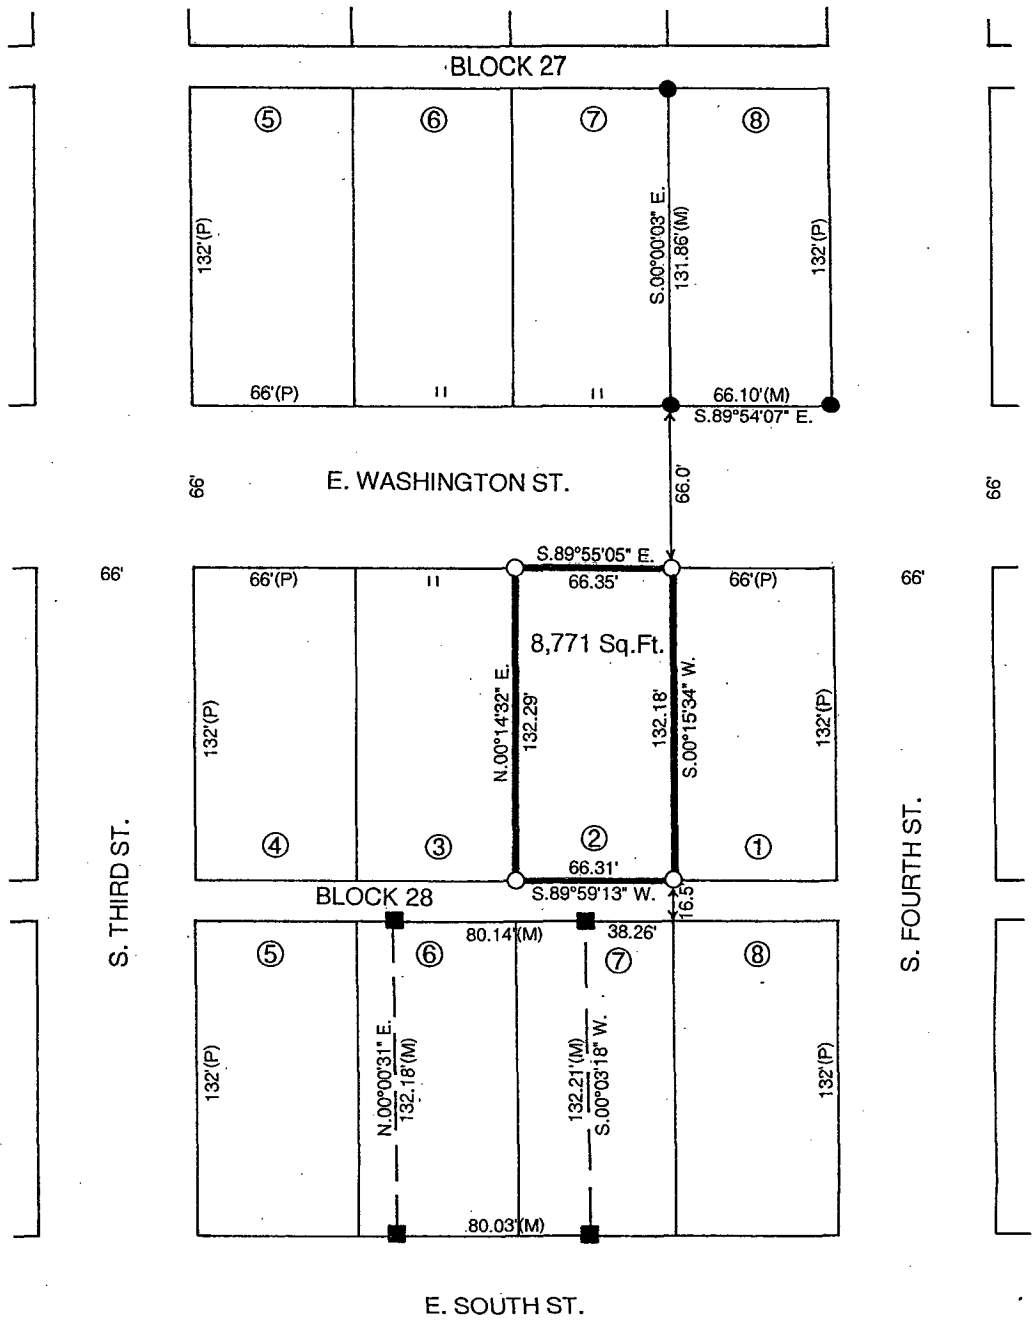 BLOCK 27
⑤ ⑥ ⑦ ⑧
132'(P)
S.00°00'03" E.
131.86'(M)
132'(P)
66'(P) " " 66.10'(M)
S.89°54'07" E.
66'
E. WASHINGTON ST.
66.0'
66'
S.89°55'05" E.
66'
66'(P) " 66.35' 66'(P)
66'
8,771 Sq.Ft.
132'(P)
N.00°14'32" E.
132.29'
132.18'
S.00°15'34" W.
132'(P)
④ ③ ② ①
66.31'
S.89°59'13" W.
16.5'
BLOCK 28
S. THIRD ST.
S. FOURTH ST.
80.14'(M) 38.26'
⑤ ⑥ ⑦ ⑧
132'(P)
N.00°00'31" E.
132.18'(M)
132.21'(M)
S.00°03'18" W.
132'(P)
80.03'(M)
E. SOUTH ST.